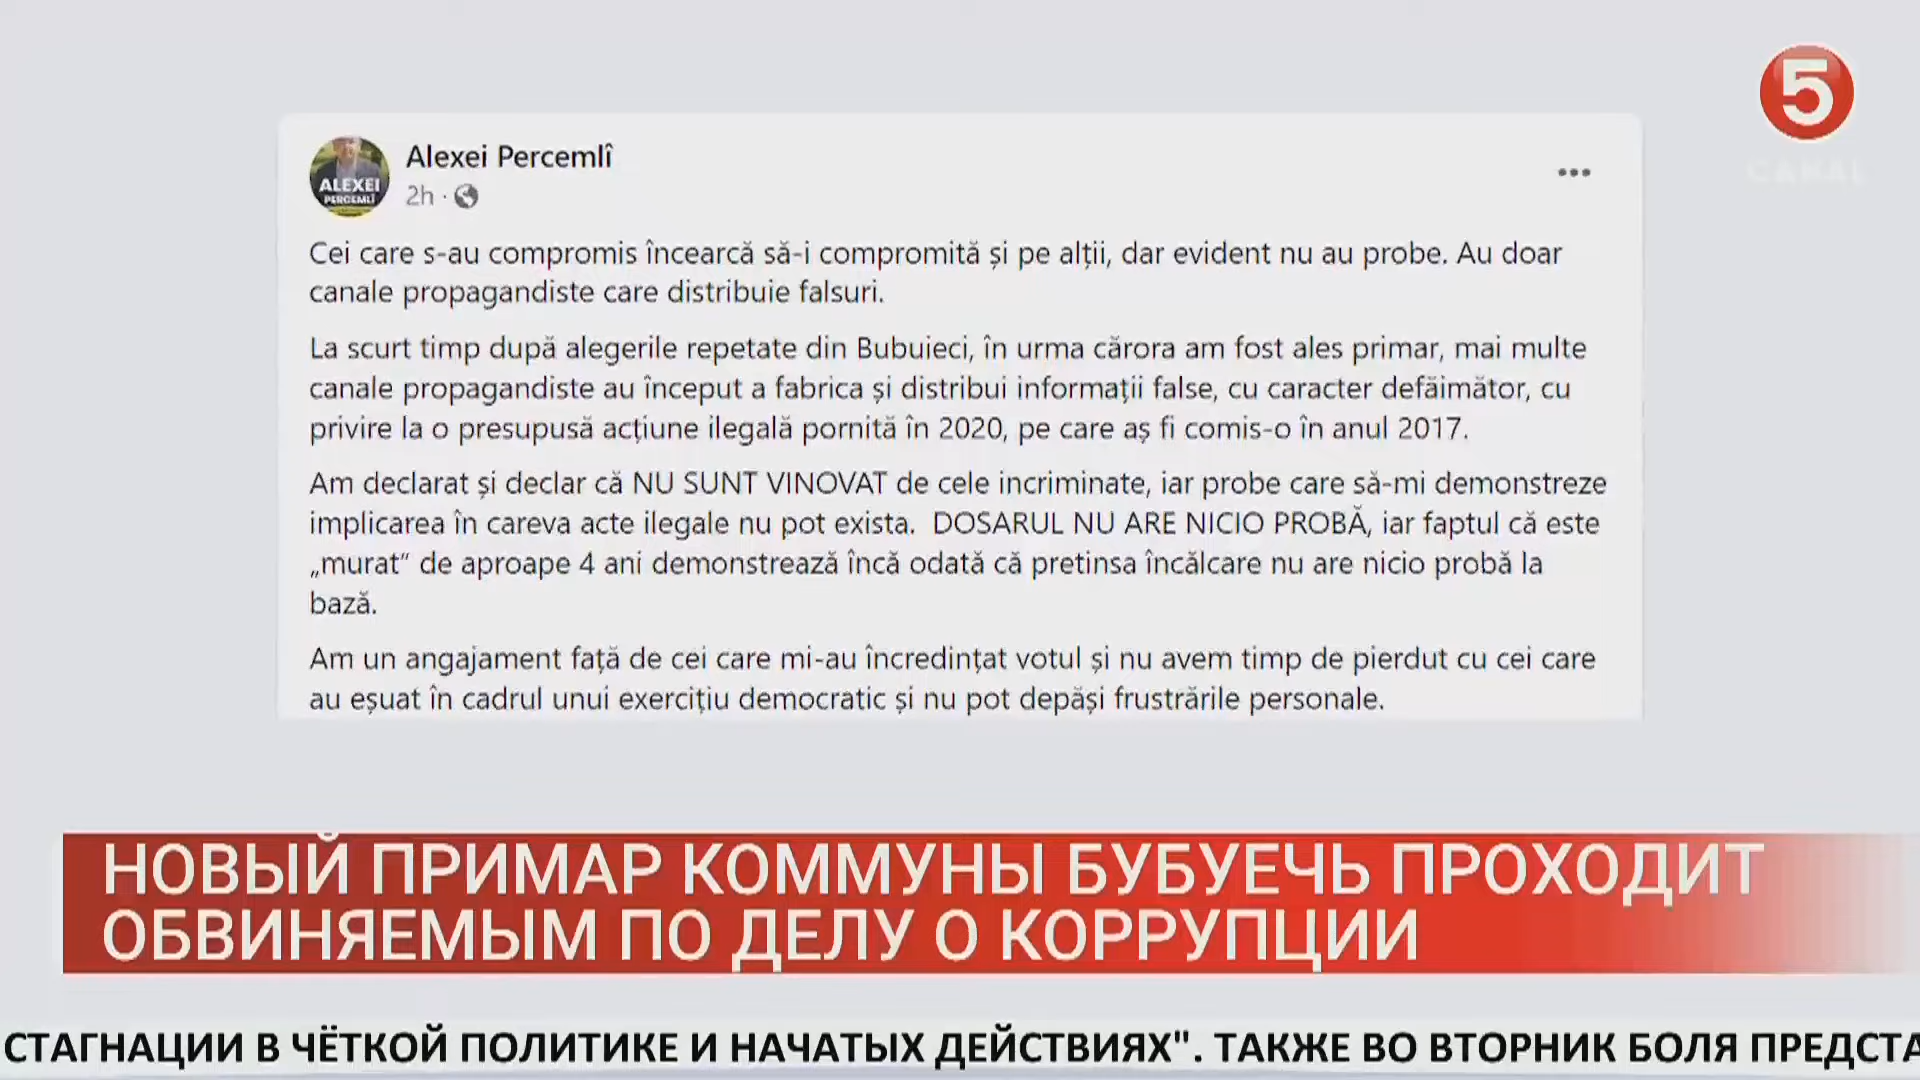 5
CANAL
Alexei Percemlî
ALEXEI
PERCEMLÎ
2h ·
Cei care s-au compromis încearcă să-i compromită și pe alții, dar evident nu au probe. Au doar
canale propagandiste care distribuie falsuri.
La scurt timp după alegerile repetate din Bubuieci, în urma cărora am fost ales primar, mai multe
canale propagandiste au început a fabrica și distribui informații false, cu caracter defăimător, cu
privire la o presupusă acțiune ilegală pornită în 2020, pe care aș fi comis-o în anul 2017.
Am declarat și declar că NU SUNT VINOVAT de cele incriminate, iar probe care să-mi demonstreze
implicarea în careva acte ilegale nu pot exista. DOSARUL NU ARE NICIO PROBĂ, iar faptul că este
„murat” de aproape 4 ani demonstrează încă odată că pretinsa încălcare nu are nicio probă la
bază.
Am un angajament față de cei care mi-au încredințat votul și nu avem timp de pierdut cu cei care
au eșuat în cadrul unui exercițiu democratic și nu pot depăși frustrările personale.
НОВЫЙ ПРИМАР КОММУНЫ БУБУЕЧЬ ПРОХОДИТ
ОБВИНЯЕМЫМ ПО ДЕЛУ О КОРРУПЦИИ
СТАГНАЦИИ В ЧЁТКОЙ ПОЛИТИКЕ И НАЧАТЫХ ДЕЙСТВИЯХ". ТАКЖЕ ВО ВТОРНИК БОЛЯ ПРЕДСТА